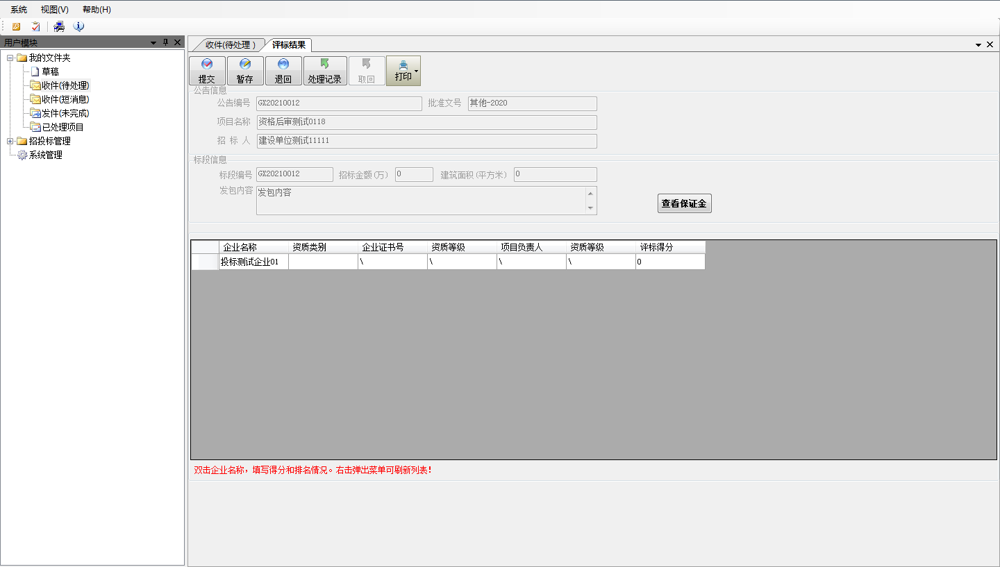 系统 视图(V) 帮助(H)
用户模块
我的文件夹
草稿
收件(待处理)
收件(短消息)
发件(未完成)
已处理项目
招投标管理
系统管理
收件(待处理 ) 评标结果
提交 暂存 退回 处理记录 取回 打印
公告信息
公告编号 GX20210012 批准文号 其他-2020
项目名称 资格后审测试0118
招 标 人 建设单位测试11111
标段信息
标段编号 GX20210012 招标金额(万) 0 建筑面积(平方米) 0
发包内容 发包内容
查看保证金
企业名称 资质类别 企业证书号 资质等级 项目负责人 资质等级 评标得分
投标测试企业01 \ \ \ \ 0
双击企业名称，填写得分和排名情况。右击弹出菜单可刷新列表！